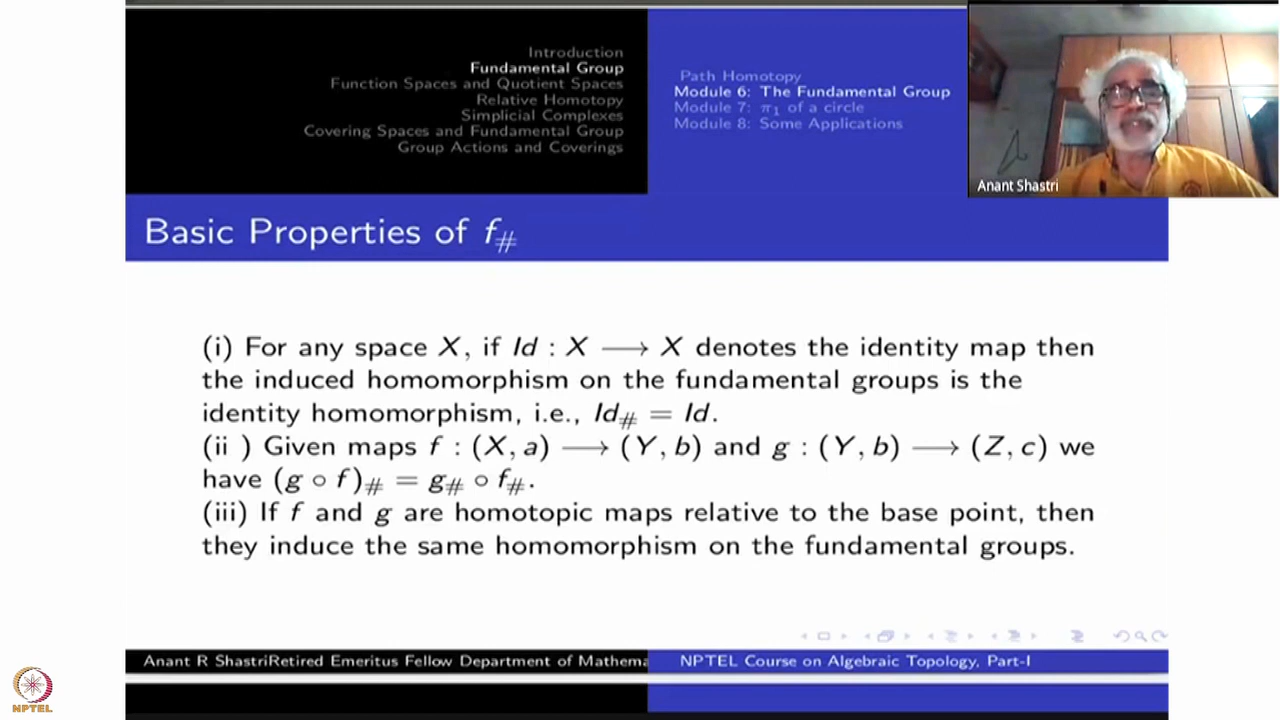 Introduction
Fundamental Group
Function Spaces and Quotient Spaces
Relative Homotopy
Simplicial Complexes
Covering Spaces and Fundamental Group
Group Actions and Coverings
Path Homotopy
Module 6: The Fundamental Group
Module 7: π₁ of a circle
Module 8: Some Applications
Anant Shastri
Basic Properties of f#
(i) For any space X, if Id : X ⟶ X denotes the identity map then
the induced homomorphism on the fundamental groups is the
identity homomorphism, i.e., Id# = Id.
(ii ) Given maps f : (X, a) ⟶ (Y, b) and g : (Y, b) ⟶ (Z, c) we
have (g ∘ f)# = g# ∘ f#.
(iii) If f and g are homotopic maps relative to the base point, then
they induce the same homomorphism on the fundamental groups.
Anant R ShastriRetired Emeritus Fellow Department of Mathema
NPTEL Course on Algebraic Topology, Part-I
NPTEL